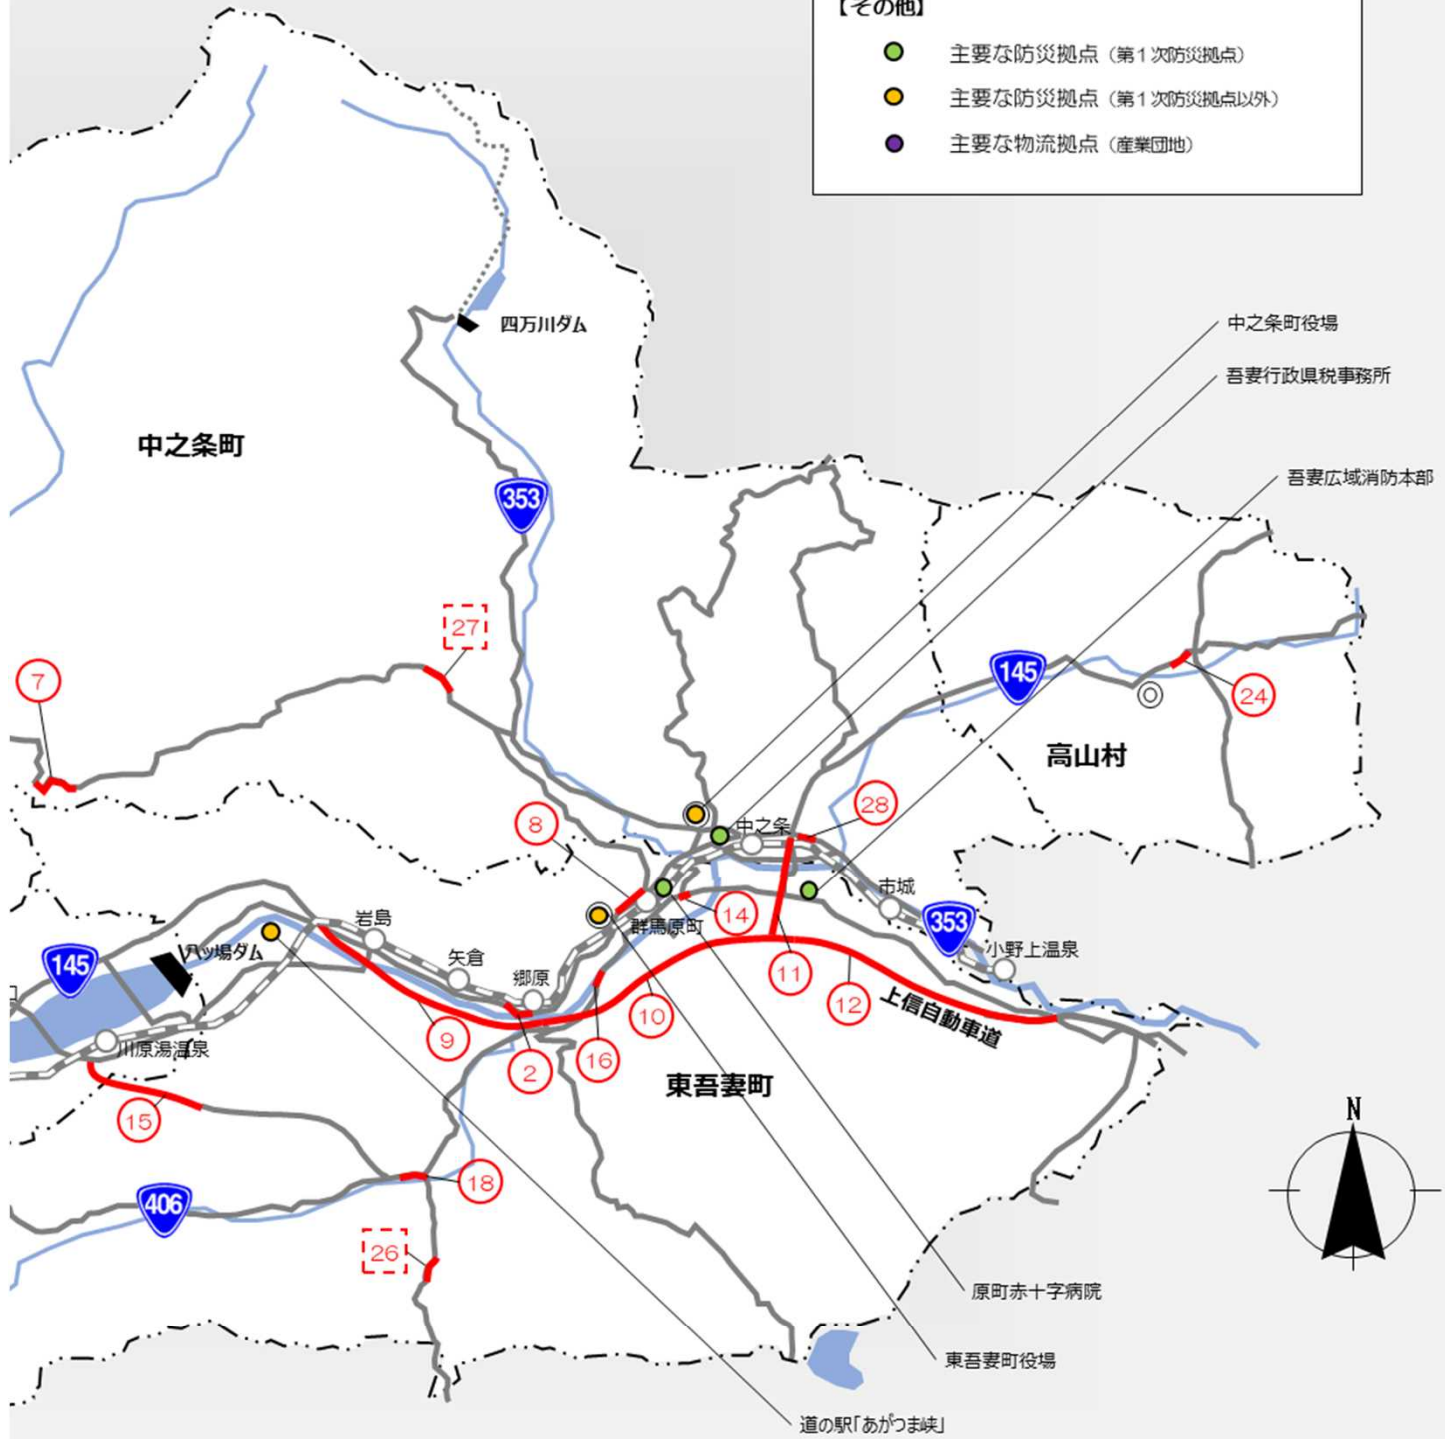 【その他】
主要な防災拠点（第１次防災拠点）
主要な防災拠点（第１次防災拠点以外）
主要な物流拠点（産業団地）
四万川ダム
中之条町役場
吾妻行政県税事務所
中之条町
吾妻広域消防本部
353
27
7
145
24
高山村
28
8
中之条
市城
岩島
14
群馬原町
353
八ッ場ダム
矢倉
小野上温泉
145
郷原
11
12
10
上信自動車道
9
川原湯温泉
16
2
東吾妻町
15
N
18
406
26
原町赤十字病院
東吾妻町役場
道の駅｢あがつま峡｣